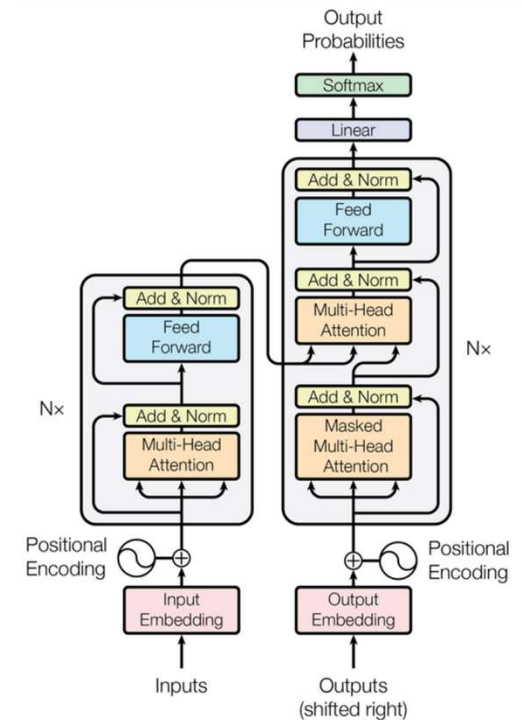 Output
Probabilities
Softmax
Linear
Add & Norm
Feed
Forward
Add & Norm
Multi-Head
Attention
Add & Norm
Masked
Multi-Head
Attention
N×
Positional
Encoding
Output
Embedding
Outputs
(shifted right)
Add & Norm
Feed
Forward
Add & Norm
Multi-Head
Attention
N×
Positional
Encoding
Input
Embedding
Inputs